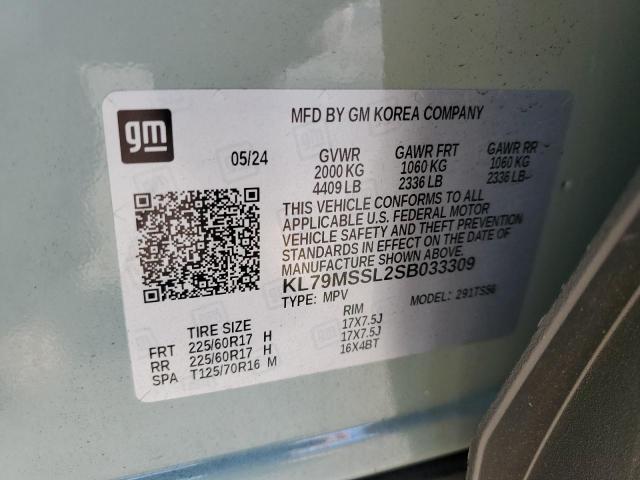 gm
MFD BY GM KOREA COMPANY
05/24
GVWR GAWR FRT GAWR RR
2000 KG 1060 KG 1060 KG
4409 LB 2336 LB 2336 LB
THIS VEHICLE CONFORMS TO ALL
APPLICABLE U.S. FEDERAL MOTOR
VEHICLE SAFETY AND THEFT PREVENTION
STANDARDS IN EFFECT ON THE DATE OF
MANUFACTURE SHOWN ABOVE.
KL79MSSL2SB033309
TYPE: MPV MODEL: 291TSS6
TIRE SIZE RIM
FRT 225/60R17 H 17X7.5J
RR 225/60R17 H 17X7.5J
SPA T125/70R16 M 16X4BT